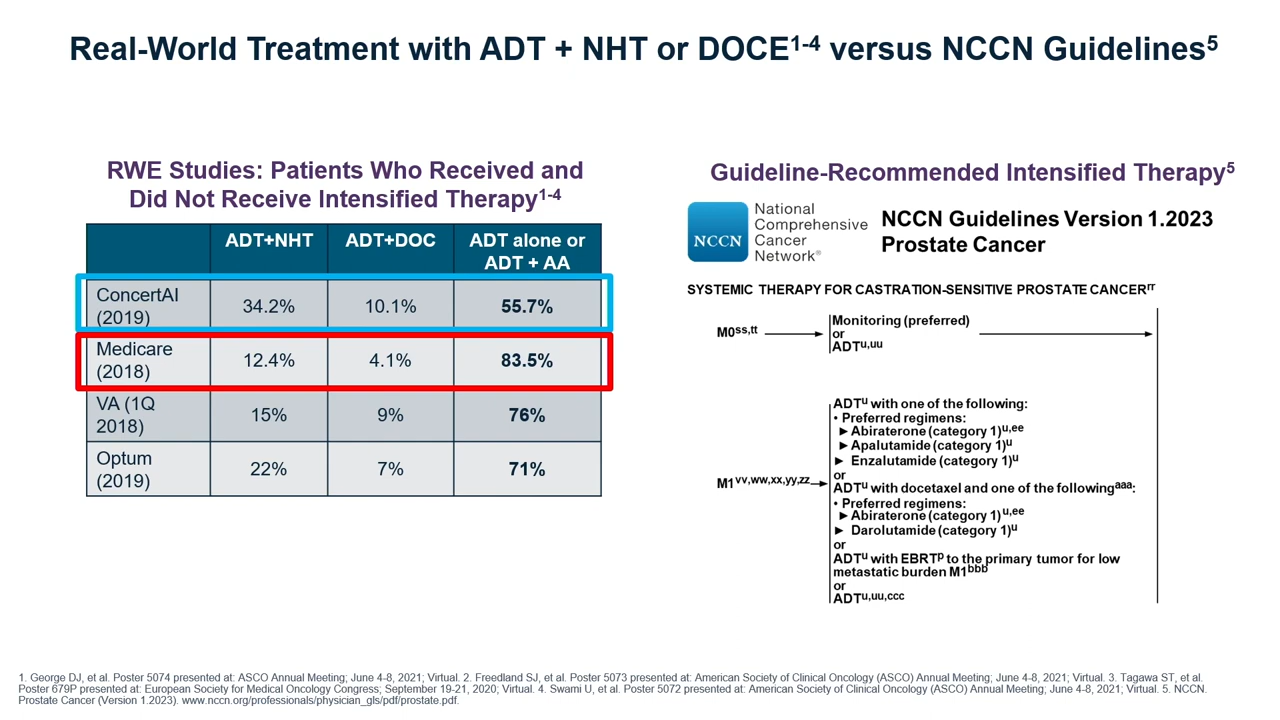 Real-World Treatment with ADT + NHT or DOCE1-4 versus NCCN Guidelines5
RWE Studies: Patients Who Received and
Did Not Receive Intensified Therapy1-4
ADT+NHT ADT+DOC ADT alone or
ADT + AA
ConcertAI
(2019) 34.2% 10.1% 55.7%
Medicare
(2018) 12.4% 4.1% 83.5%
VA (1Q
2018) 15% 9% 76%
Optum
(2019) 22% 7% 71%
Guideline-Recommended Intensified Therapy5
NCCN
National
Comprehensive
Cancer
Network®
NCCN Guidelines Version 1.2023
Prostate Cancer
SYSTEMIC THERAPY FOR CASTRATION-SENSITIVE PROSTATE CANCERrr
M0ss,tt
Monitoring (preferred)
or
ADTu,uu
M1vv,ww,xx,yy,zz
ADTu with one of the following:
• Preferred regimens:
► Abiraterone (category 1)u,ee
► Apalutamide (category 1)u
► Enzalutamide (category 1)u
or
ADTu with docetaxel and one of the followingaaa:
• Preferred regimens:
► Abiraterone (category 1)u,ee
► Darolutamide (category 1)u
or
ADTu with EBRTp to the primary tumor for low
metastatic burden M1bbb
or
ADTu,uu,ccc
1. George DJ, et al. Poster 5074 presented at: ASCO Annual Meeting; June 4-8, 2021; Virtual. 2. Freedland SJ, et al. Poster 5073 presented at: American Society of Clinical Oncology (ASCO) Annual Meeting; June 4-8, 2021; Virtual. 3. Tagawa ST, et al.
Poster 679P presented at: European Society for Medical Oncology Congress; September 19-21, 2020; Virtual. 4. Swami U, et al. Poster 5072 presented at: American Society of Clinical Oncology (ASCO) Annual Meeting; June 4-8, 2021; Virtual. 5. NCCN.
Prostate Cancer (Version 1.2023). www.nccn.org/professionals/physician_gls/pdf/prostate.pdf.